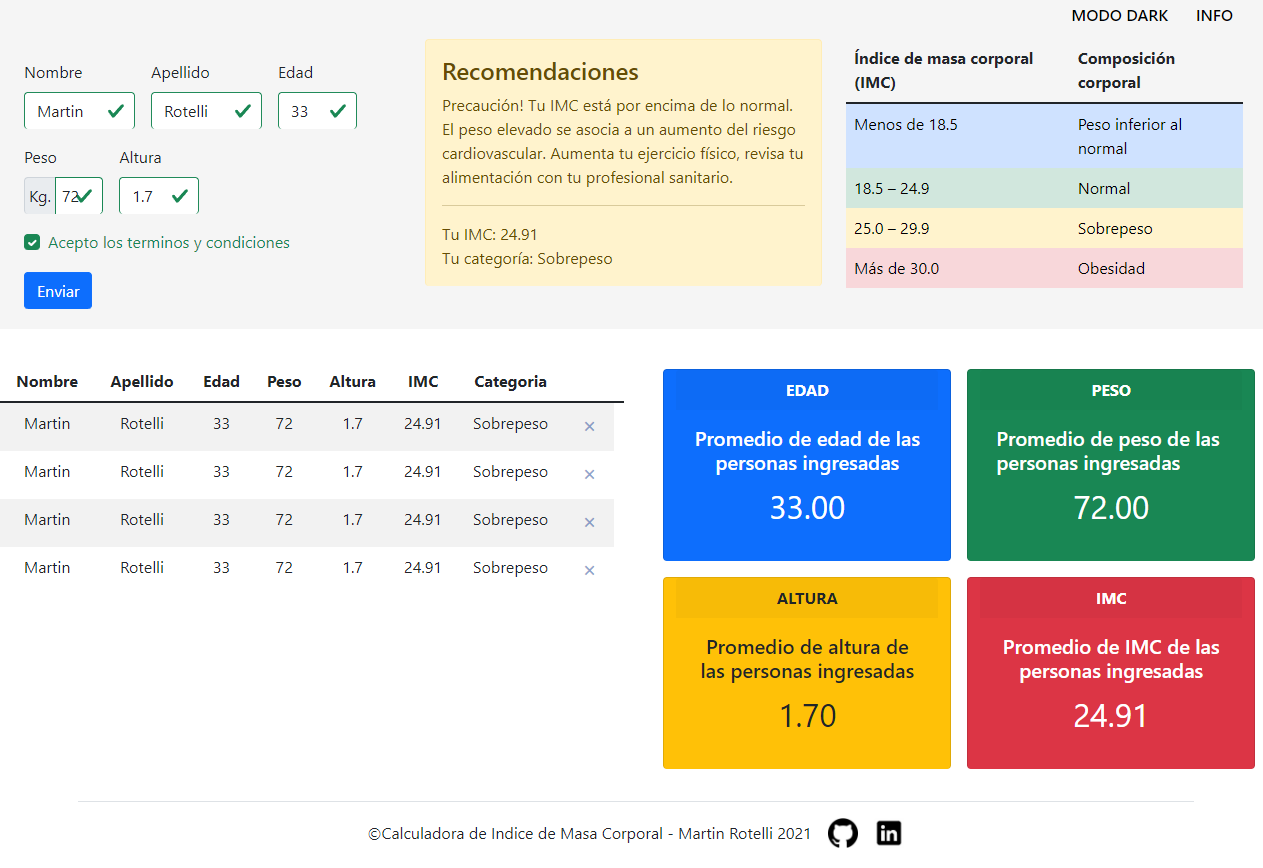 MODO DARK INFO
Nombre Apellido Edad
Martin Rotelli 33
Peso Altura
Kg. 72 1.7
Acepto los terminos y condiciones
Enviar
Recomendaciones
Precaución! Tu IMC está por encima de lo normal.
El peso elevado se asocia a un aumento del riesgo
cardiovascular. Aumenta tu ejercicio físico, revisa tu
alimentación con tu profesional sanitario.
Tu IMC: 24.91
Tu categoría: Sobrepeso
Índice de masa corporal
(IMC)
Composición
corporal
Menos de 18.5
Peso inferior al
normal
18.5 – 24.9 Normal
25.0 – 29.9 Sobrepeso
Más de 30.0 Obesidad
Nombre Apellido Edad Peso Altura IMC Categoria
Martin Rotelli 33 72 1.7 24.91 Sobrepeso ×
Martin Rotelli 33 72 1.7 24.91 Sobrepeso ×
Martin Rotelli 33 72 1.7 24.91 Sobrepeso ×
Martin Rotelli 33 72 1.7 24.91 Sobrepeso ×
EDAD
Promedio de edad de las
personas ingresadas
33.00
PESO
Promedio de peso de las
personas ingresadas
72.00
ALTURA
Promedio de altura de
las personas ingresadas
1.70
IMC
Promedio de IMC de las
personas ingresadas
24.91
©Calculadora de Indice de Masa Corporal - Martin Rotelli 2021
in